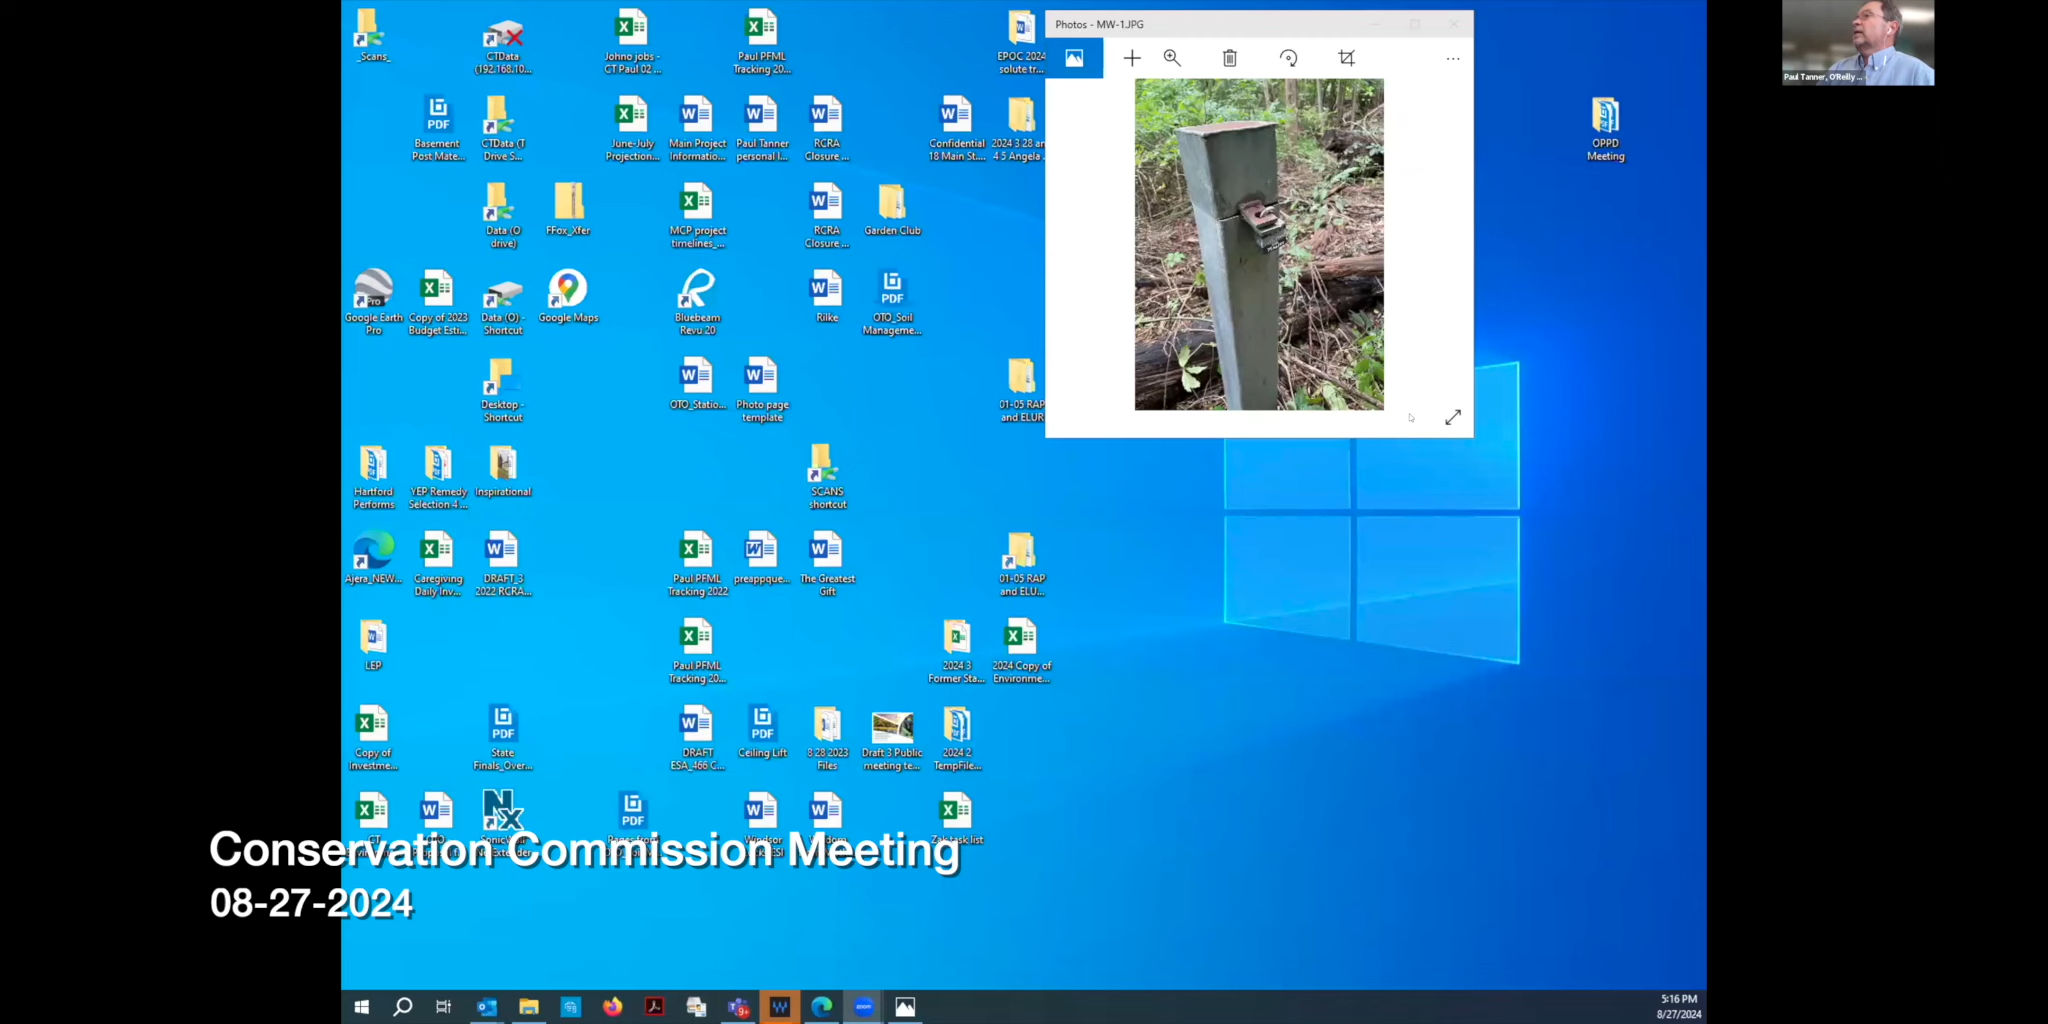 Photos - MW-1.JPG
Paul Tanner, O'Reilly ...
_Scans_
CTData
(192.168.10...
Johno jobs -
CT Paul 02 ...
Paul PFML
Tracking 20...
EPOC 2024
solute tr...
Basement
Post Mate...
CTData (T
Drive S...
June-July
Projection...
Main Project
Informatio...
Paul Tanner
personal I...
RCRA
Closure ...
Confidential
18 Main St....
2024 3 28 an
4 5 Angela ...
OPPD
Meeting
Data (O
drive)
FFox_Xfer
MCP project
timelines_...
RCRA
Closure ...
Garden Club
Google Earth
Pro
Copy of 2023
Budget Esti...
Data (O) -
Shortcut
Google Maps
Bluebeam
Revu 20
Rilke
OTO_Soil
Manageme...
Desktop -
Shortcut
OTO_Statio...
Photo page
template
01-05 RAP
and ELUR
Hartford
Performs
YEP Remedy
Selection 4 ...
Inspirational
SCANS
shortcut
Ajera_NEW...
Caregiving
Daily Inv...
DRAFT_3
2022 RCRA...
Paul PFML
Tracking 2022
preappque...
The Greatest
Gift
01-05 RAP
and ELU...
LEP
Paul PFML
Tracking 20...
2024 3
Former Sta...
2024 Copy of
Environme...
Copy of
Investme...
State
Finals_Over...
DRAFT
ESA_466 C...
Ceiling Lift
8 28 2023
Files
Draft 3 Public
meeting te...
2024 2
TempFile...
Zak task list
Conservation Commission Meeting
08-27-2024
5:16 PM
8/27/2024